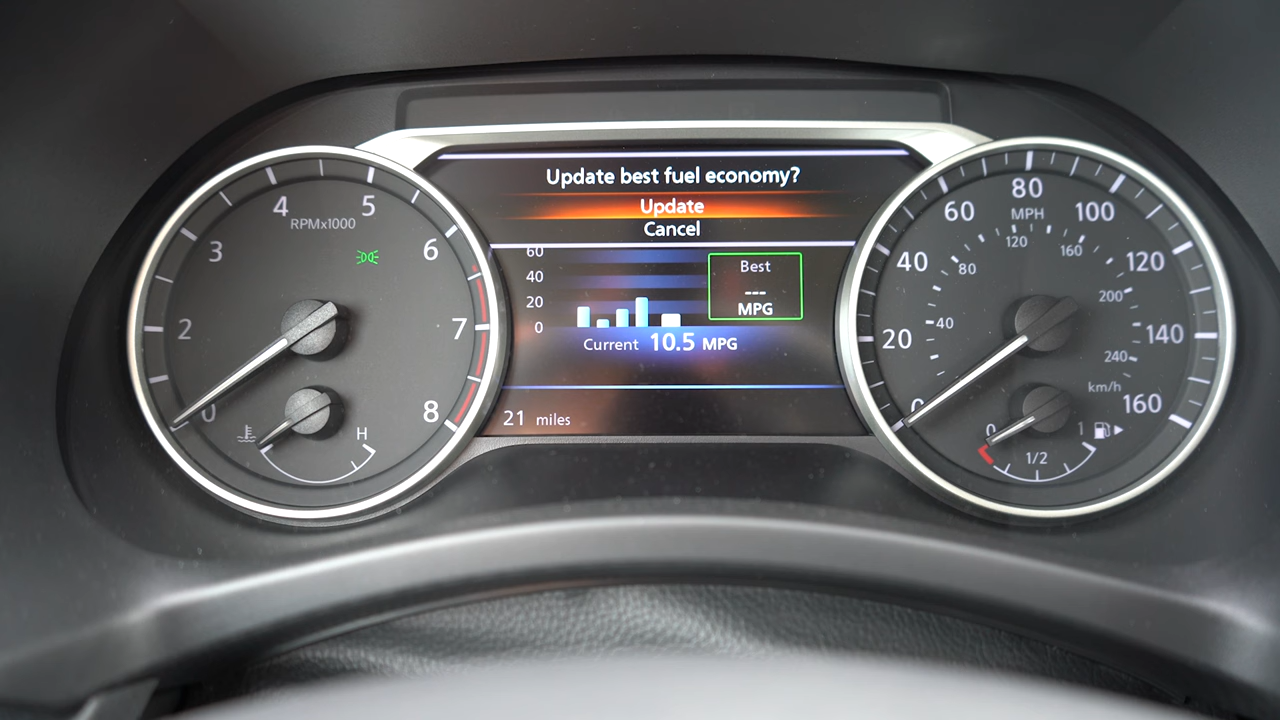 Update best fuel economy?
Update
Cancel
60
40
20
0
Best
---
MPG
Current 10.5 MPG
21 miles
0
2
3
4
5
6
7
8
RPMx1000
H
0
20
40
60
80
100
120
140
160
MPH
40
80
120
160
200
240
km/h
0
1/2
1